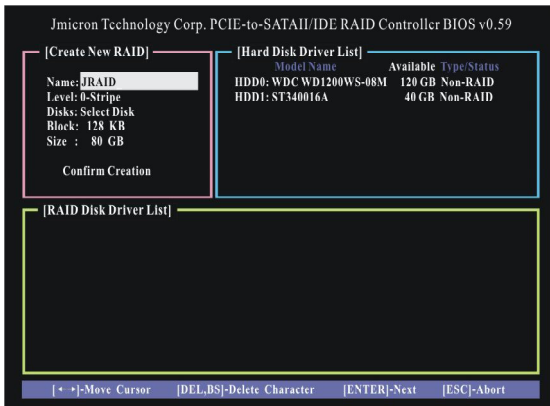 Jmicron Technology Corp. PCIE-to-SATAII/IDE RAID Controller BIOS v0.59
[Create New RAID]
Name: JRAID
Level: 0-Stripe
Disks: Select Disk
Block: 128 KB
Size : 80 GB
Confirm Creation
[Hard Disk Driver List]
Model Name Available Type/Status
HDD0: WDC WD1200WS-08M 120 GB Non-RAID
HDD1: ST340016A 40 GB Non-RAID
[RAID Disk Driver List]
[←→]-Move Cursor [DEL,BS]-Delete Character [ENTER]-Next [ESC]-Abort